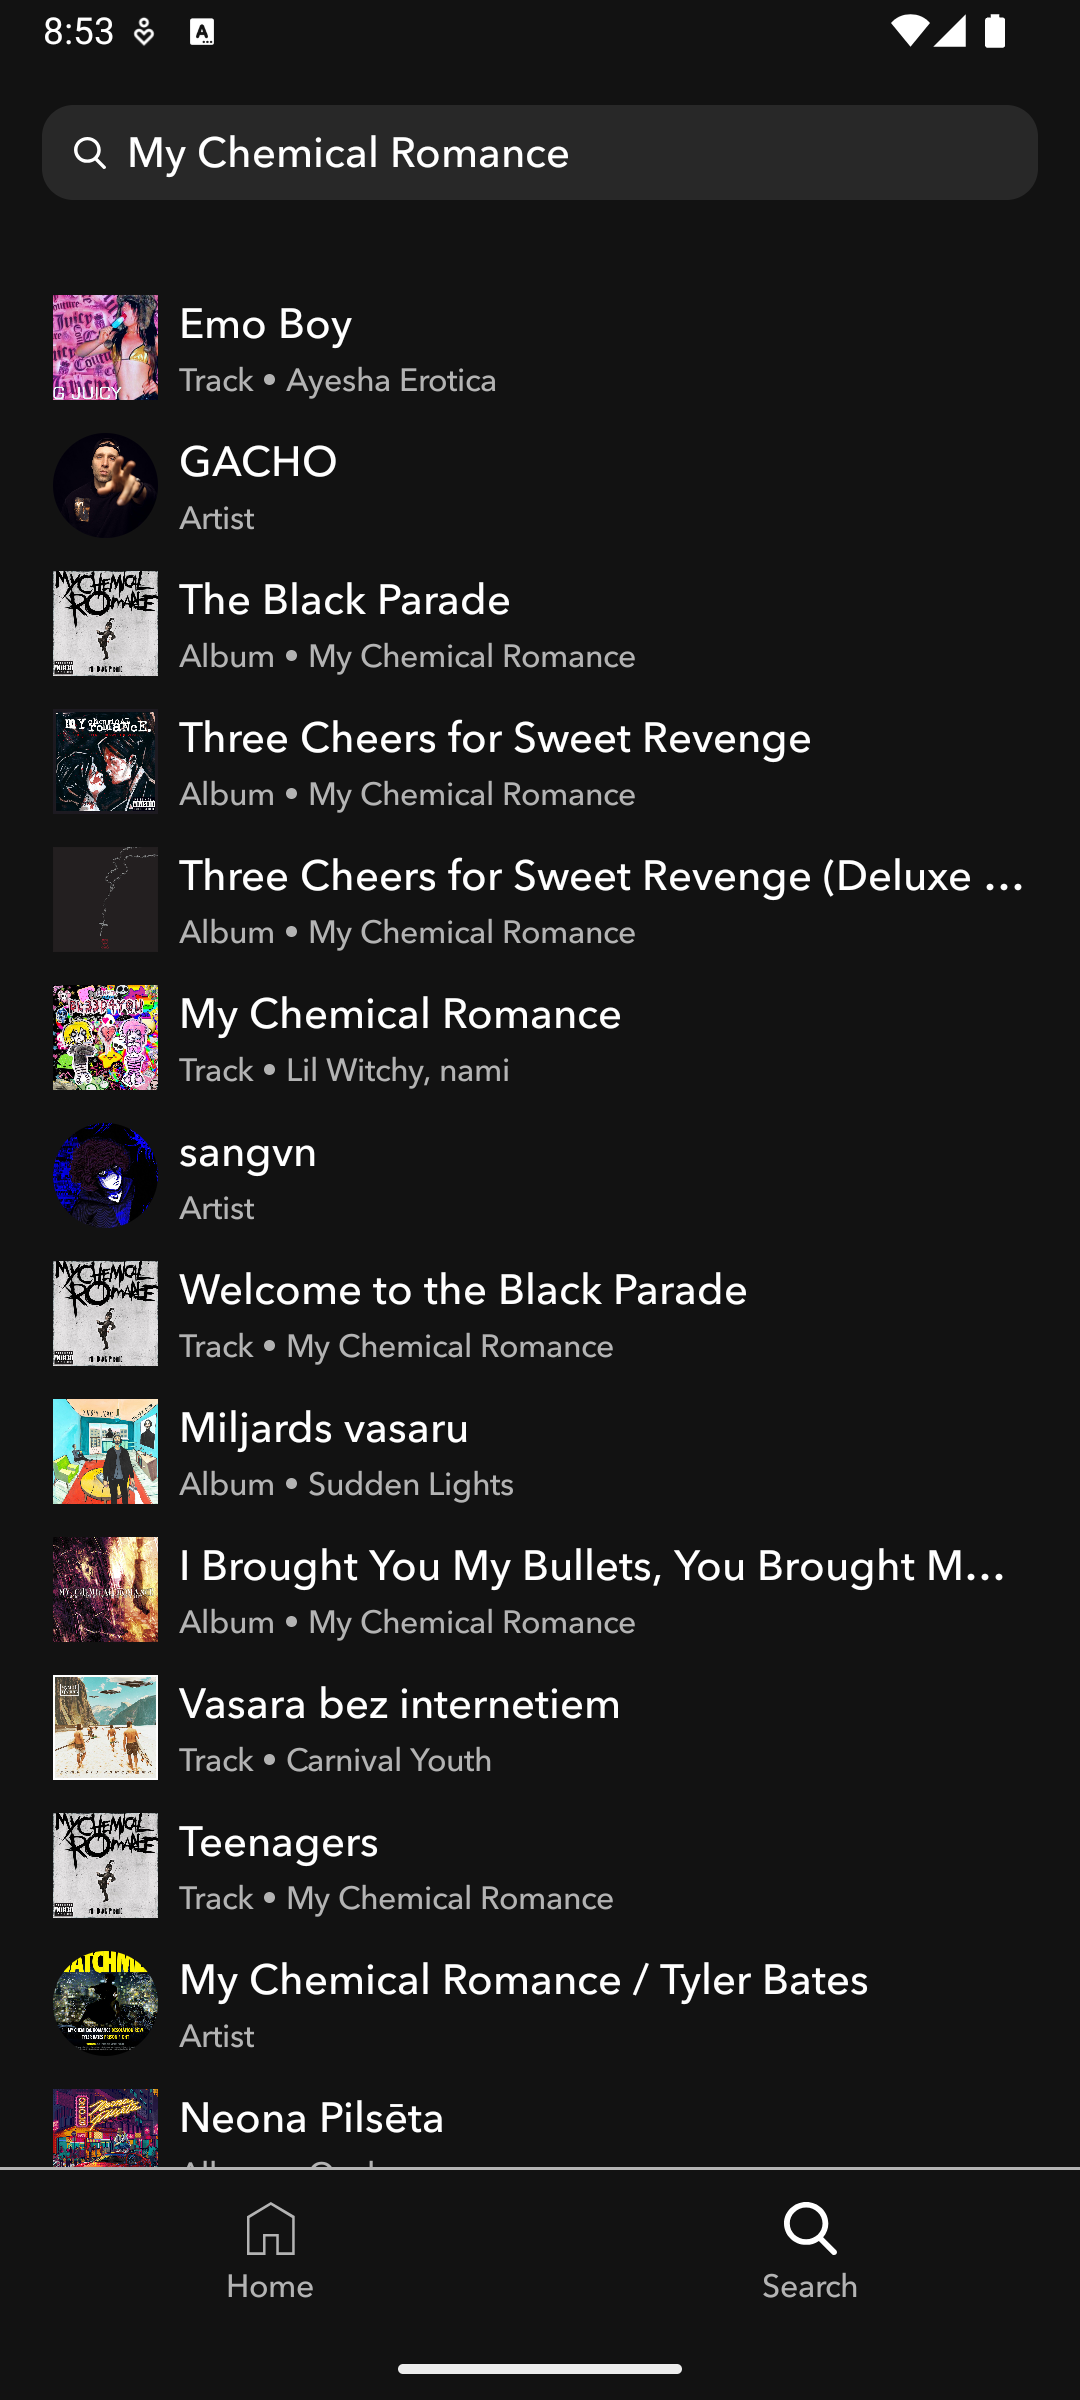 8:53
My Chemical Romance
Emo Boy
Track • Ayesha Erotica
GACHO
Artist
The Black Parade
Album • My Chemical Romance
Three Cheers for Sweet Revenge
Album • My Chemical Romance
Three Cheers for Sweet Revenge (Deluxe ...
Album • My Chemical Romance
My Chemical Romance
Track • Lil Witchy, nami
sangvn
Artist
Welcome to the Black Parade
Track • My Chemical Romance
Miljards vasaru
Album • Sudden Lights
I Brought You My Bullets, You Brought M...
Album • My Chemical Romance
Vasara bez internetiem
Track • Carnival Youth
Teenagers
Track • My Chemical Romance
My Chemical Romance / Tyler Bates
Artist
Neona Pilsēta
Home
Search